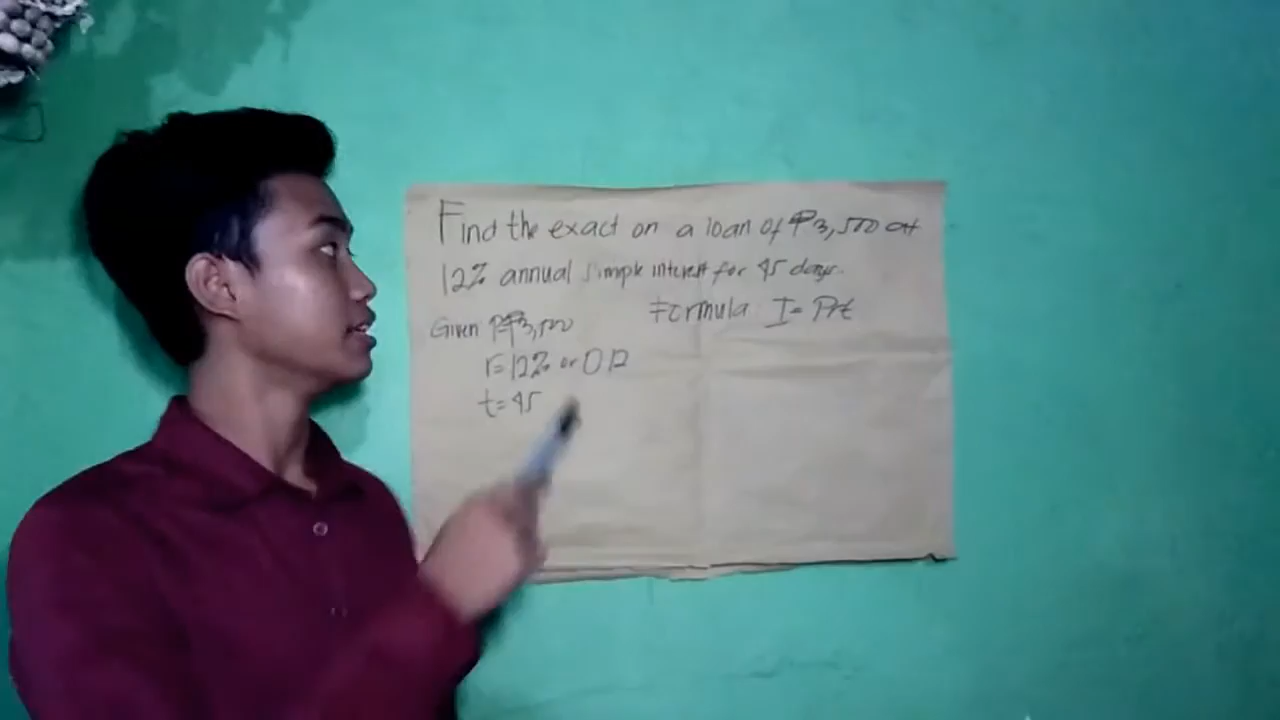 Find the exact on a loan of ₱3,500 at
12% annual simple interest for 45 days.
Formula I = Prt
Given P=₱3,500
r=12% or 0.12
t=45